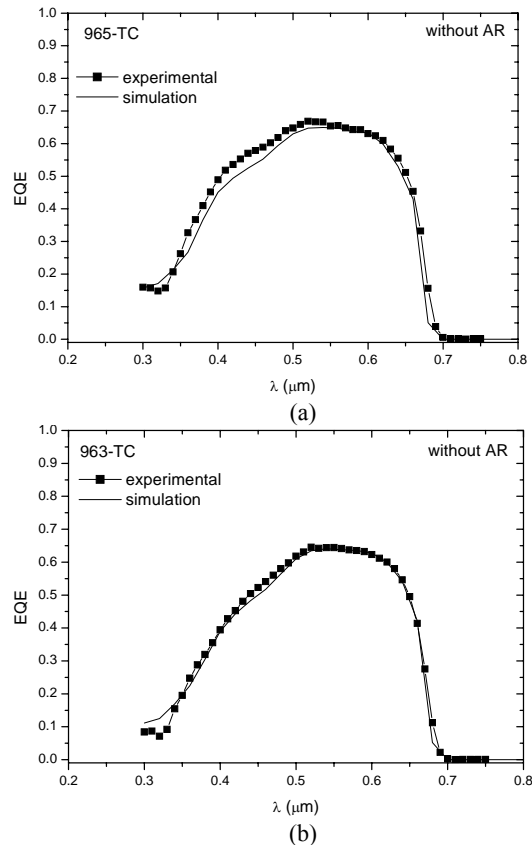 965-TC without AR
experimental
simulation
EQE
1.0
0.9
0.8
0.7
0.6
0.5
0.4
0.3
0.2
0.1
0.0
0.2 0.3 0.4 0.5 0.6 0.7 0.8
λ (μm)
(a)
963-TC without AR
experimental
simulation
EQE
1.0
0.9
0.8
0.7
0.6
0.5
0.4
0.3
0.2
0.1
0.0
0.2 0.3 0.4 0.5 0.6 0.7 0.8
λ (μm)
(b)